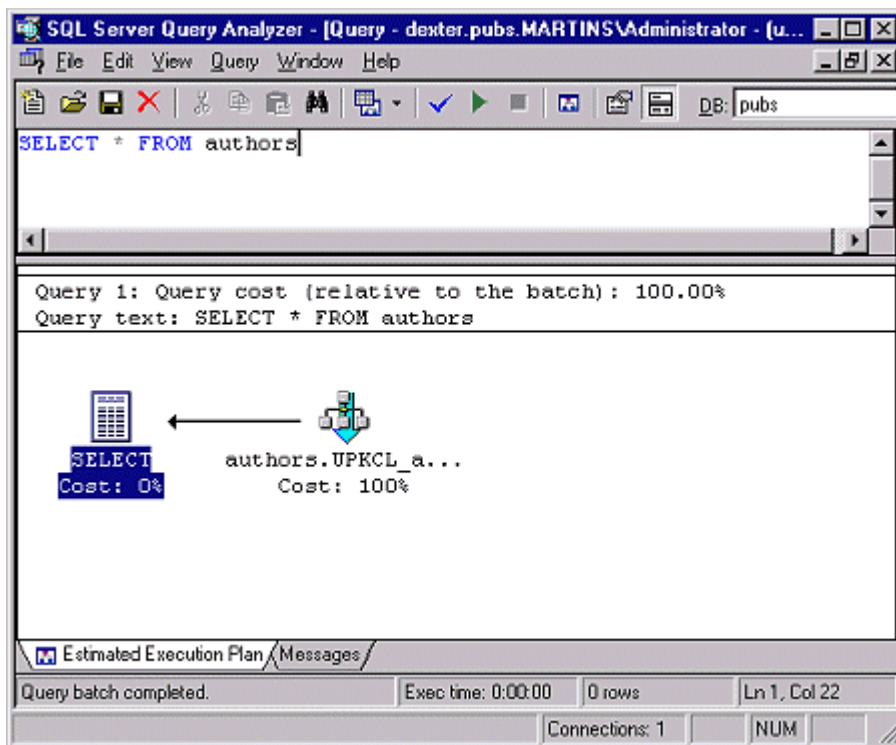 SQL Server Query Analyzer - [Query - dexter.pubs.MARTINS\Administrator - (u...
File Edit View Query Window Help
DB: pubs
SELECT * FROM authors
Query 1: Query cost (relative to the batch): 100.00%
Query text: SELECT * FROM authors
SELECT
Cost: 0%
authors.UPKCL_a...
Cost: 100%
Estimated Execution Plan Messages
Query batch completed. Exec time: 0:00:00 0 rows Ln 1, Col 22
Connections: 1 NUM